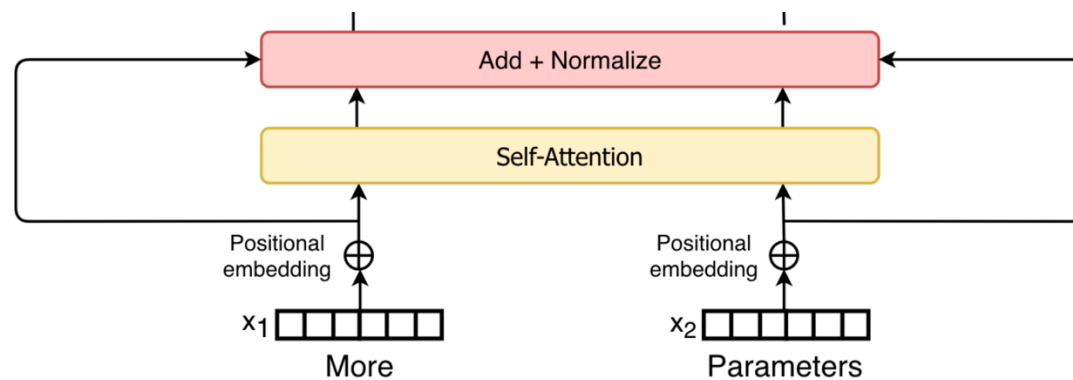 Add + Normalize
Self-Attention
Positional
embedding
Positional
embedding
x1
x2
More
Parameters